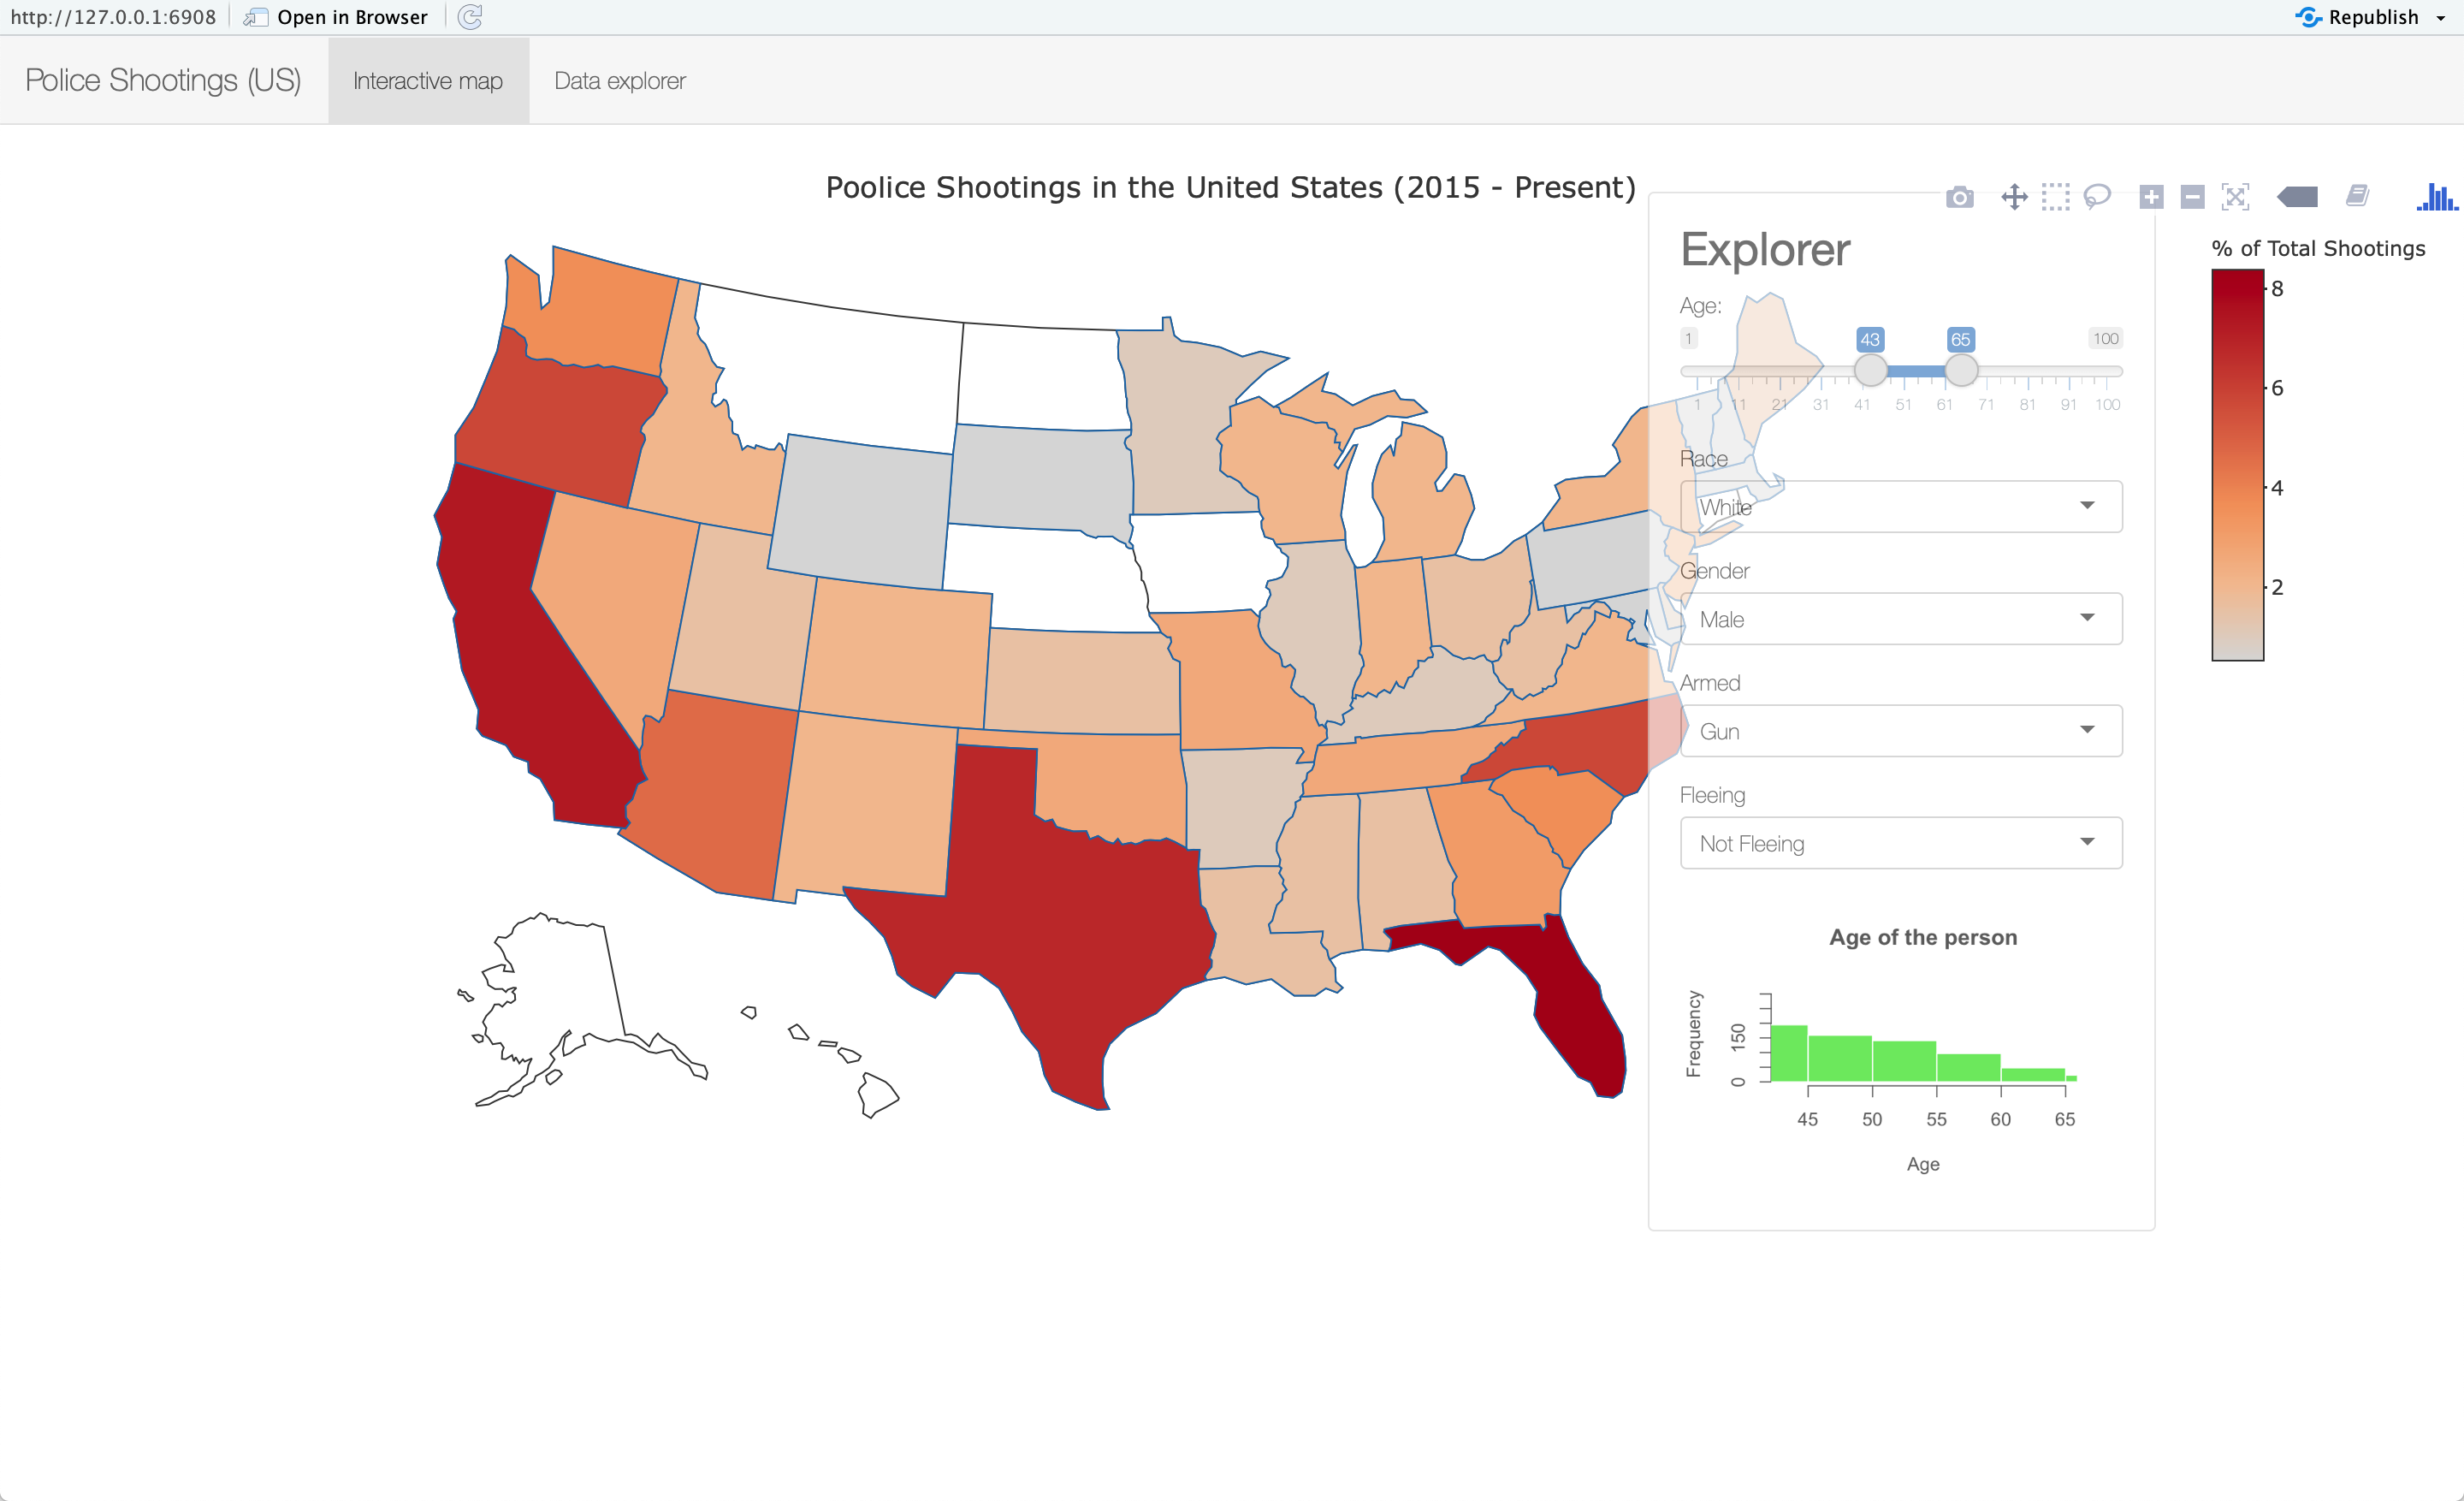 http://127.0.0.1:6908 Open in Browser Republish
Police Shootings (US) Interactive map Data explorer
Poolice Shootings in the United States (2015 - Present)
% of Total Shootings
8
6
4
2
Explorer
Age:
1 43 65 100
1 11 21 31 41 51 61 71 81 91 100
Race
White
Gender
Male
Armed
Gun
Fleeing
Not Fleeing
Age of the person
Frequency
150
0
45 50 55 60 65
Age